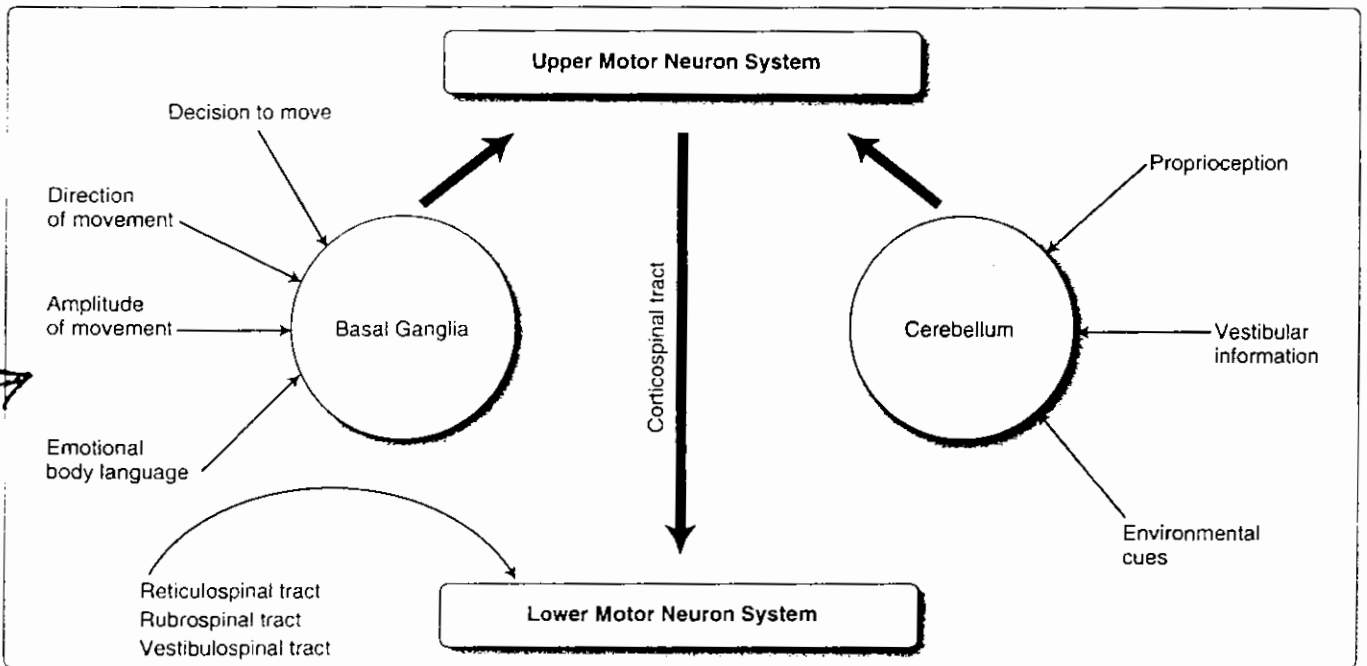 Upper Motor Neuron System
Decision to move
Direction
of movement
Amplitude
of movement
Emotional
body language
Basal Ganglia
Corticospinal tract
Cerebellum
Proprioception
Vestibular
information
Environmental
cues
Reticulospinal tract
Rubrospinal tract
Vestibulospinal tract
Lower Motor Neuron System